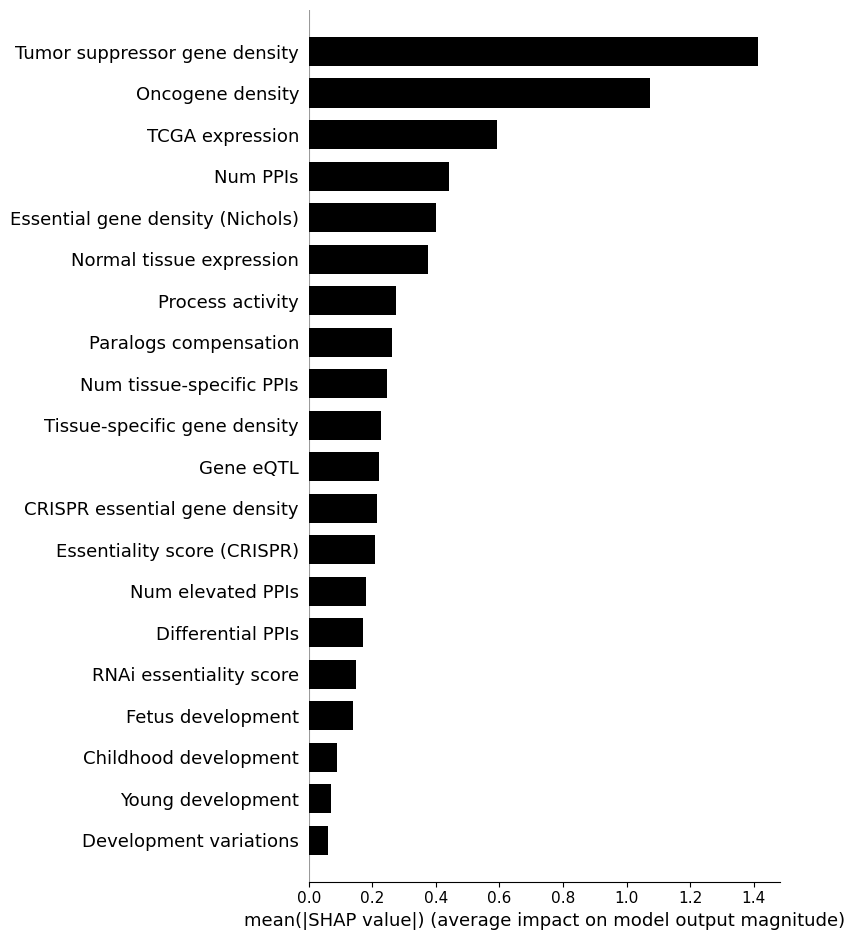 Tumor suppressor gene density
Oncogene density
TCGA expression
Num PPIs
Essential gene density (Nichols)
Normal tissue expression
Process activity
Paralogs compensation
Num tissue-specific PPIs
Tissue-specific gene density
Gene eQTL
CRISPR essential gene density
Essentiality score (CRISPR)
Num elevated PPIs
Differential PPIs
RNAi essentiality score
Fetus development
Childhood development
Young development
Development variations
0.0 0.2 0.4 0.6 0.8 1.0 1.2 1.4
mean(|SHAP value|) (average impact on model output magnitude)